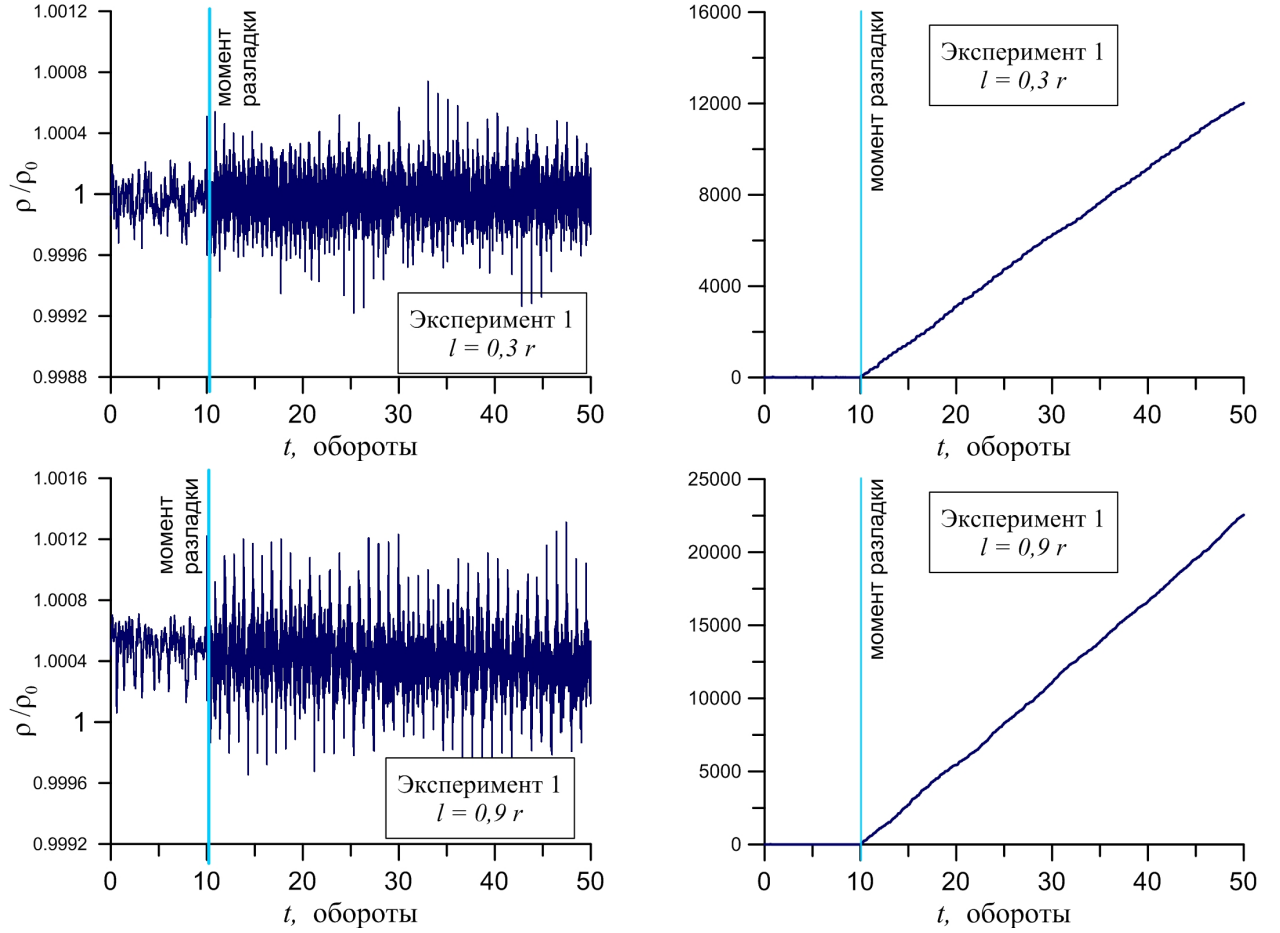 1.0012
1.0008
1.0004
1
0.9996
0.9992
0.9988
ρ/ρ0
момент
разладки
Эксперимент 1
l = 0,3 r
0 10 20 30 40 50
t, обороты
16000
12000
8000
4000
0
момент разладки
Эксперимент 1
l = 0,3 r
0 10 20 30 40 50
t, обороты
1.0016
1.0012
1.0008
1.0004
1
0.9996
0.9992
ρ/ρ0
момент
разладки
Эксперимент 1
l = 0,9 r
0 10 20 30 40 50
t, обороты
25000
20000
15000
10000
5000
0
момент разладки
Эксперимент 1
l = 0,9 r
0 10 20 30 40 50
t, обороты